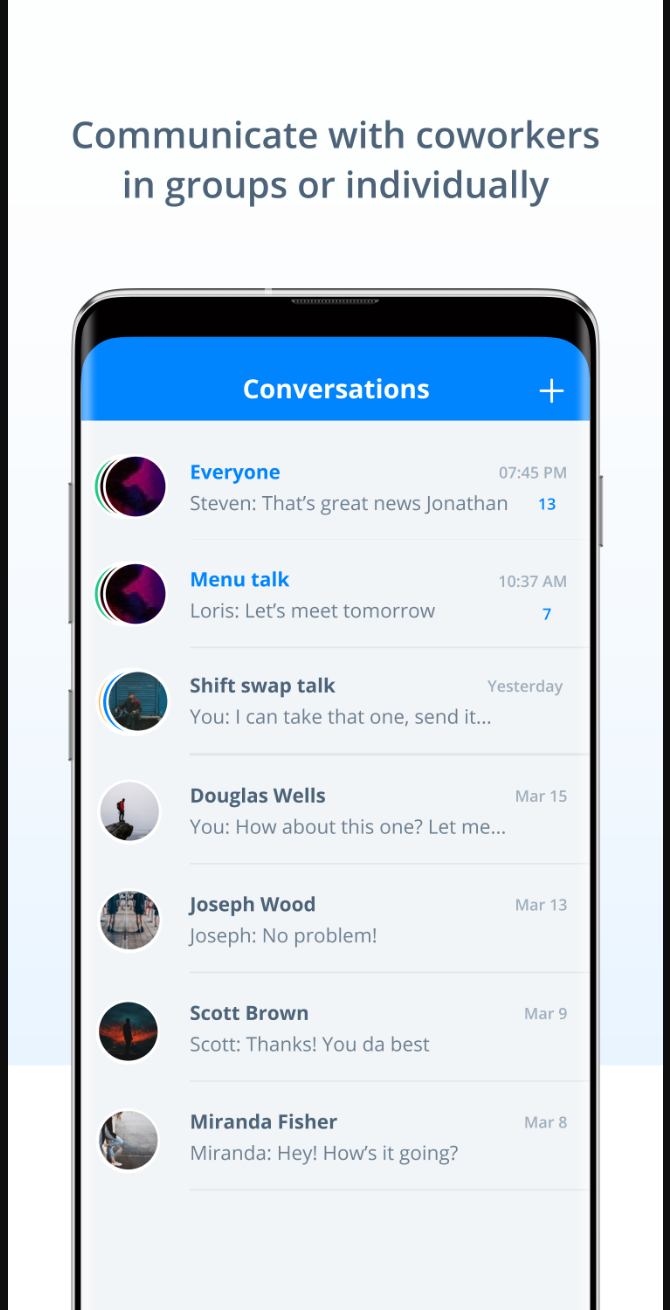 Communicate with coworkers
in groups or individually
Conversations
Everyone 07:45 PM
Steven: That’s great news Jonathan 13
Menu talk 10:37 AM
Loris: Let’s meet tomorrow 7
Shift swap talk Yesterday
You: I can take that one, send it...
Douglas Wells Mar 15
You: How about this one? Let me...
Joseph Wood Mar 13
Joseph: No problem!
Scott Brown Mar 9
Scott: Thanks! You da best
Miranda Fisher Mar 8
Miranda: Hey! How’s it going?